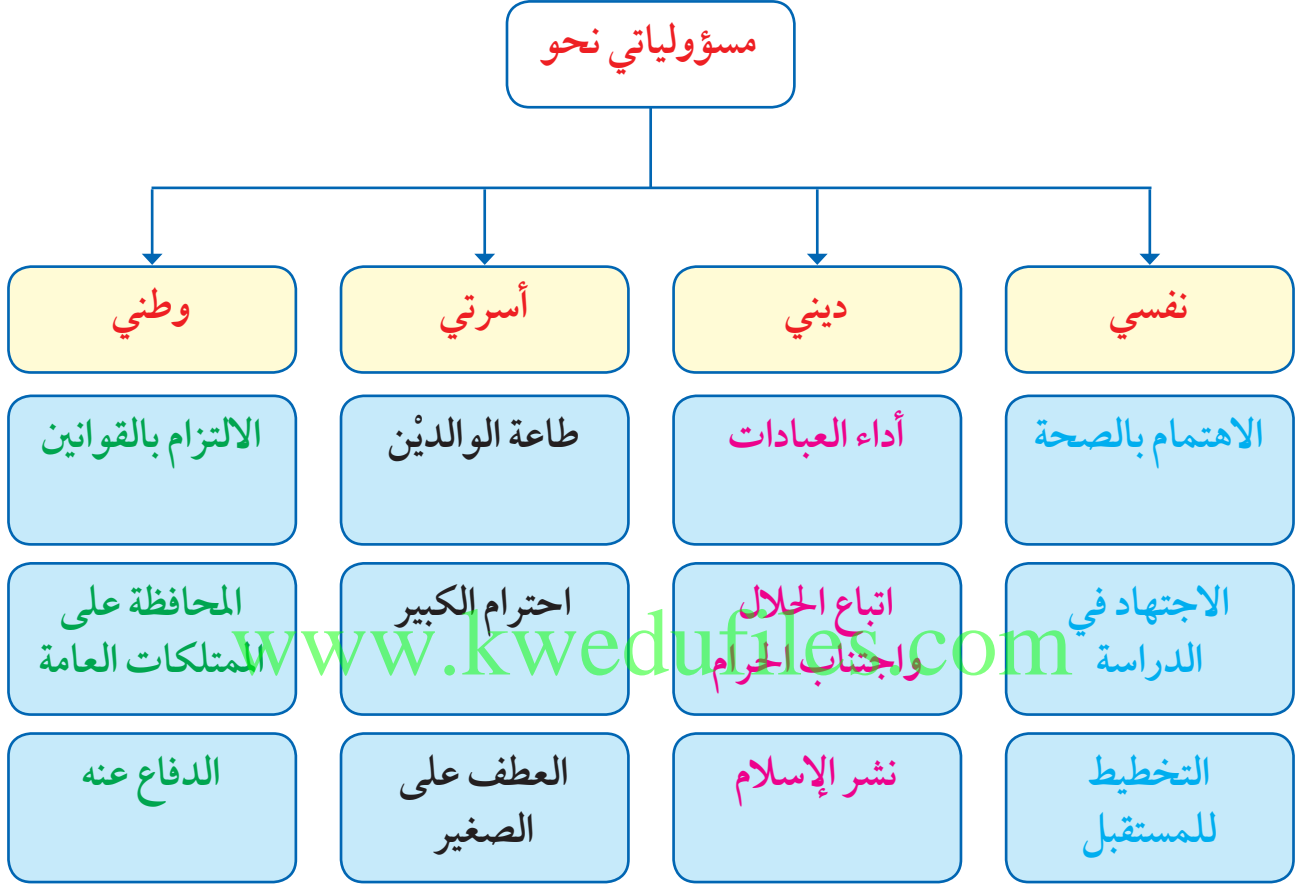 مسؤولياتي نحو
نفسي
ديني
أسرتي
وطني
الاهتمام بالصحة
أداء العبادات
طاعة الوالديْن
الالتزام بالقوانين
الاجتهاد في
الدراسة
اتباع الحلال
واجتناب الحرام
احترام الكبير
المحافظة على
الممتلكات العامة
التخطيط
للمستقبل
نشر الإسلام
العطف على
الصغير
الدفاع عنه
www.kwedufiles.com